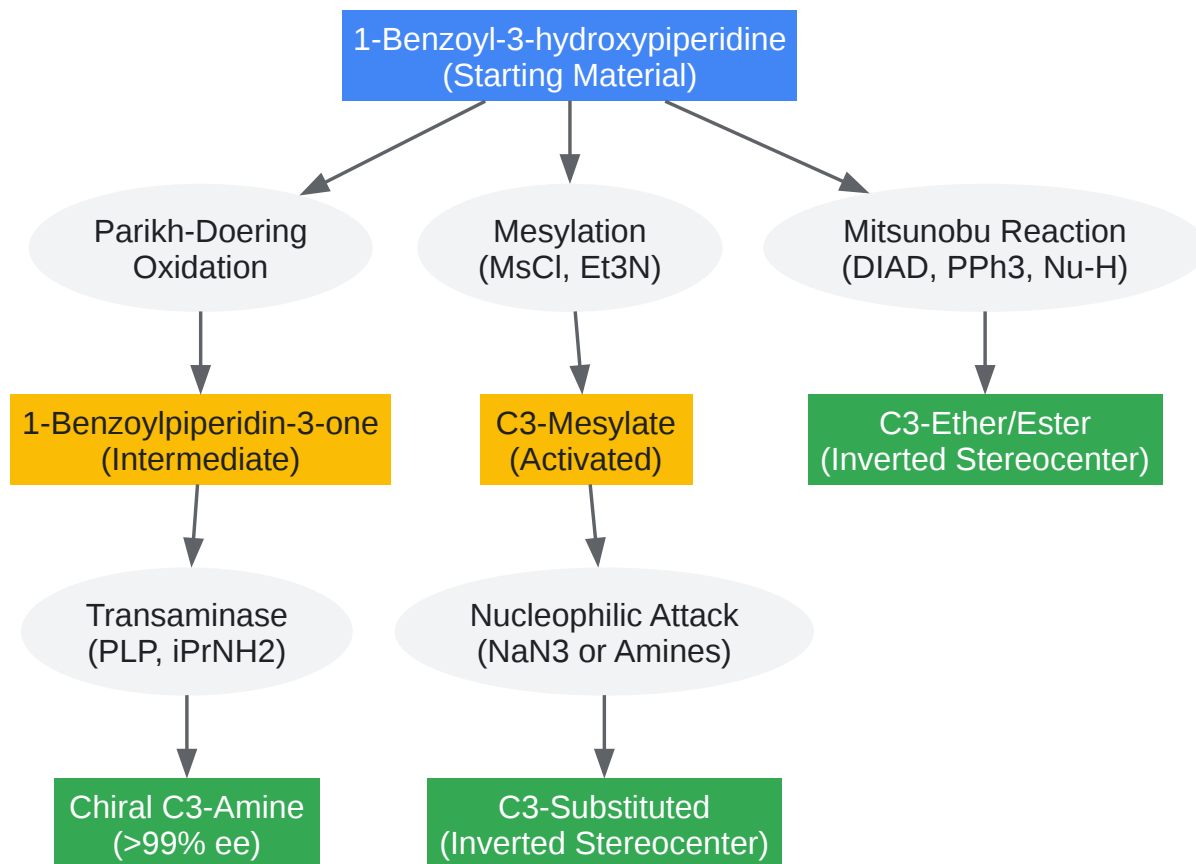 1-Benzoyl-3-hydroxypiperidine
(Starting Material)
Parikh-Doering
Oxidation
Mesylation
(MsCl, Et3N)
Mitsunobu Reaction
(DIAD, PPh3, Nu-H)
1-Benzoylpiperidin-3-one
(Intermediate)
C3-Mesylate
(Activated)
C3-Ether/Ester
(Inverted Stereocenter)
Transaminase
(PLP, iPrNH2)
Nucleophilic Attack
(NaN3 or Amines)
Chiral C3-Amine
(>99% ee)
C3-Substituted
(Inverted Stereocenter)